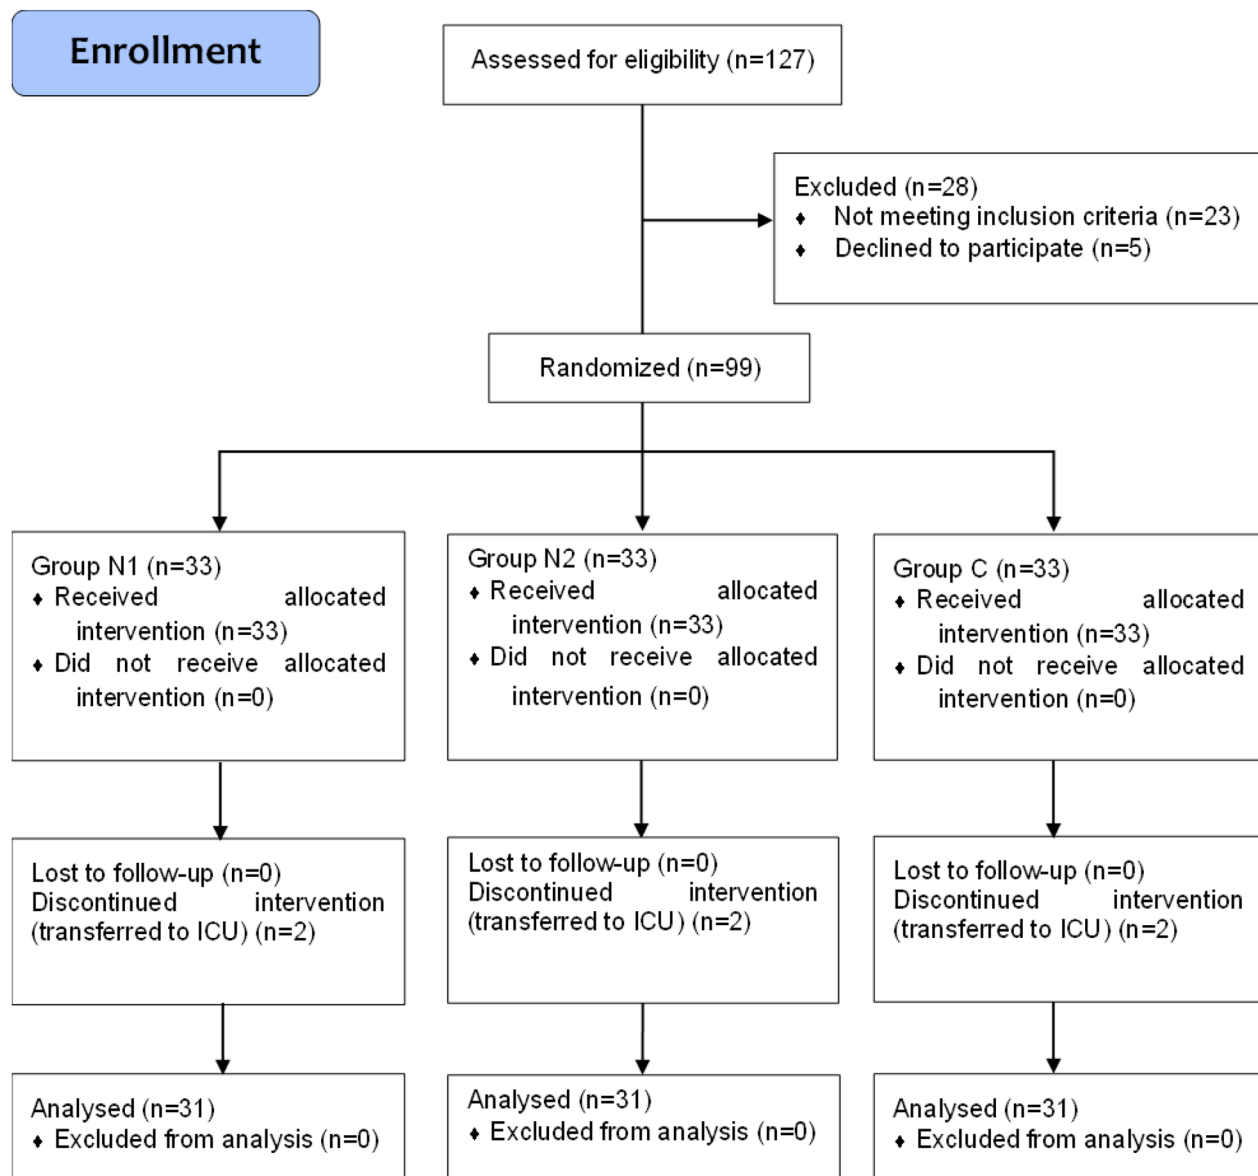 Enrollment
Assessed for eligibility (n=127)
Excluded (n=28)
♦ Not meeting inclusion criteria (n=23)
♦ Declined to participate (n=5)
Randomized (n=99)
Group N1 (n=33)
♦ Received allocated
intervention (n=33)
♦ Did not receive allocated
intervention (n=0)
Group N2 (n=33)
♦ Received allocated
intervention (n=33)
♦ Did not receive allocated
intervention (n=0)
Group C (n=33)
♦ Received allocated
intervention (n=33)
♦ Did not receive allocated
intervention (n=0)
Lost to follow-up (n=0)
Discontinued intervention
(transferred to ICU) (n=2)
Lost to follow-up (n=0)
Discontinued intervention
(transferred to ICU) (n=2)
Lost to follow-up (n=0)
Discontinued intervention
(transferred to ICU) (n=2)
Analysed (n=31)
♦ Excluded from analysis (n=0)
Analysed (n=31)
♦ Excluded from analysis (n=0)
Analysed (n=31)
♦ Excluded from analysis (n=0)